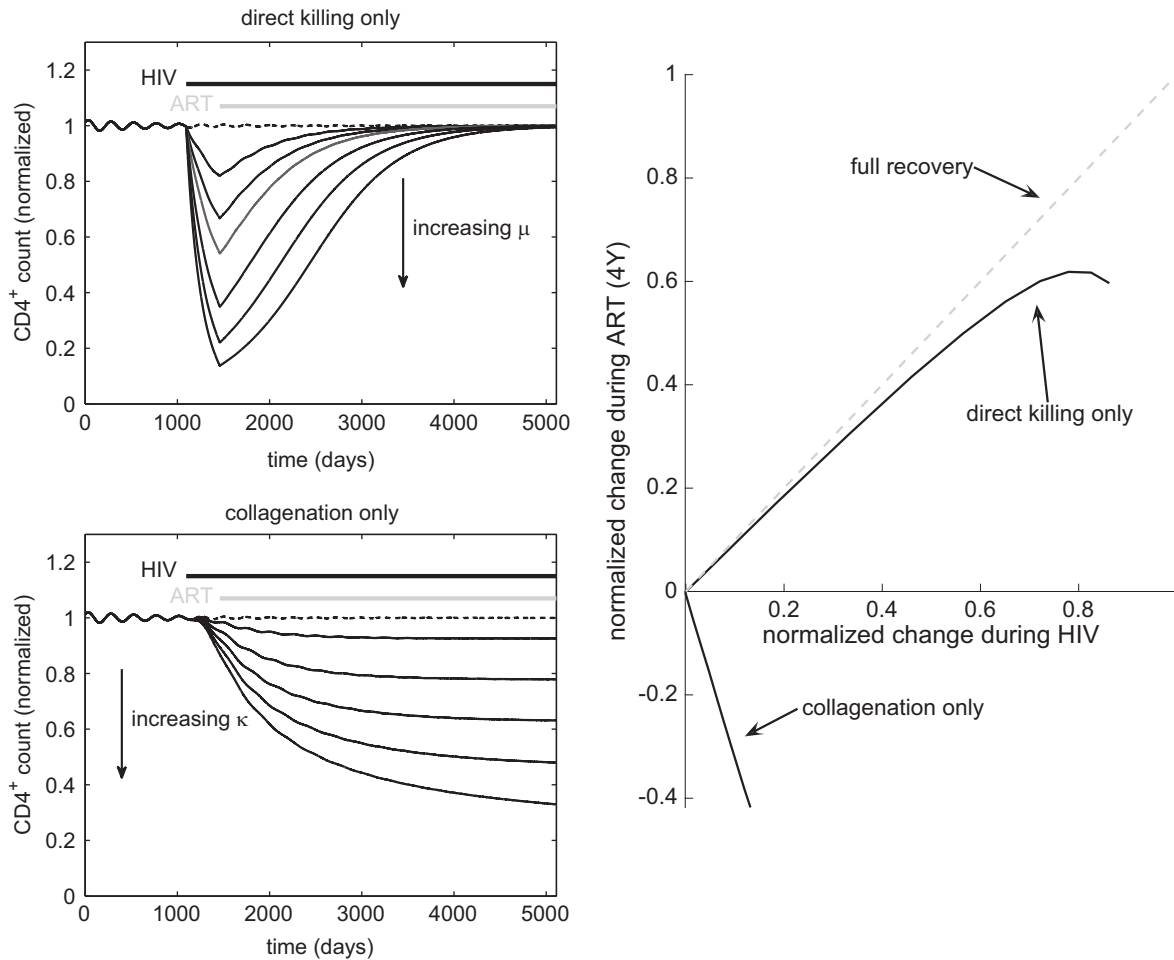 direct killing only
1.2
1
0.8
0.6
0.4
0.2
0
HIV
ART
increasing μ
CD4+ count (normalized)
0 1000 2000 3000 4000 5000
time (days)
collagenation only
1.2
1
0.8
0.6
0.4
0.2
0
HIV
ART
increasing κ
CD4+ count (normalized)
0 1000 2000 3000 4000 5000
time (days)
1
0.8
0.6
0.4
0.2
0
-0.2
-0.4
normalized change during ART (4Y)
full recovery
direct killing only
0.2 0.4 0.6 0.8
normalized change during HIV
collagenation only